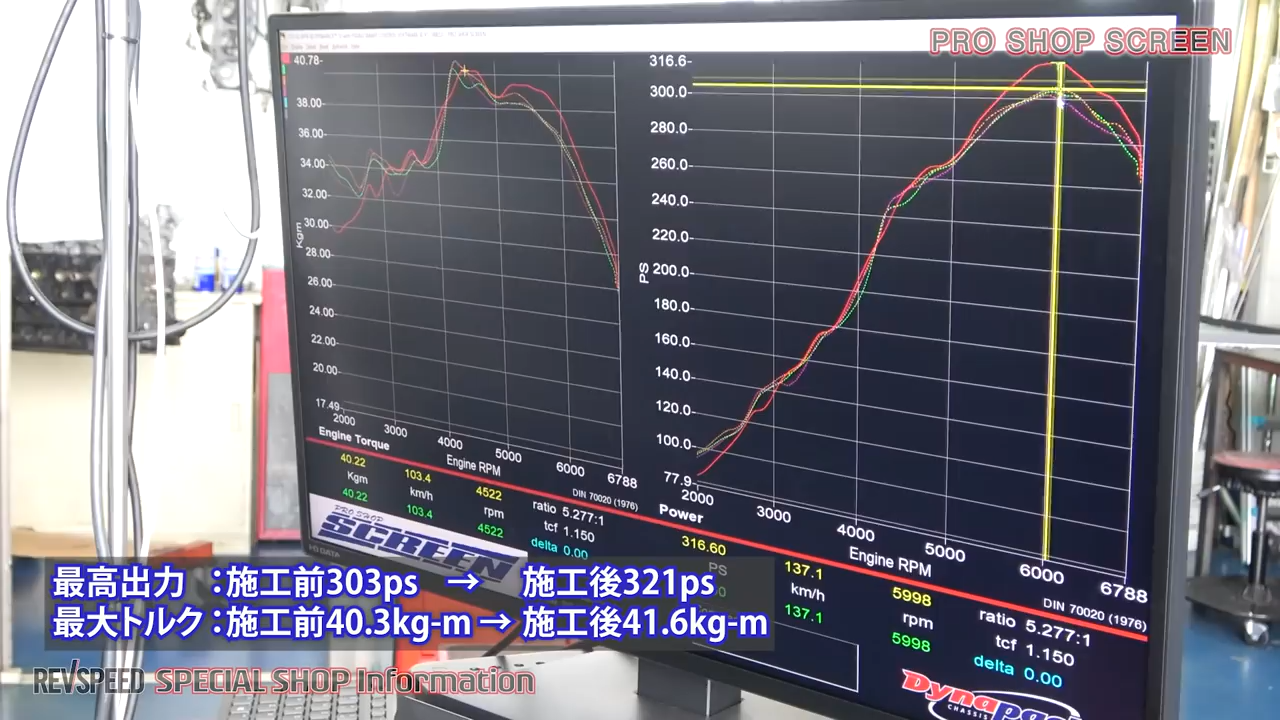 PRO SHOP SCREEN
40.78-
38.00-
36.00-
34.00-
32.00-
30.00-
28.00-
26.00-
24.00-
22.00-
20.00-
17.49-
Kgm
2000
3000
4000
5000
6000
6788
Engine Torque
Engine RPM
DIN 70020 (1976)
40.22
103.4
4522
Kgm
km/h
rpm
40.22
103.4
4522
ratio 5.277:1
tcf 1.150
delta 0.00
316.6-
300.0-
280.0-
260.0-
240.0-
220.0-
200.0-
180.0-
160.0-
140.0-
120.0-
100.0-
77.9-
PS
2000
3000
4000
5000
6000
6788
Power
Engine RPM
DIN 70020 (1976)
316.60
137.1
5998
PS
km/h
rpm
137.1
5998
ratio 5.277:1
tcf 1.150
delta 0.00
PRO SHOP
SCREEN
I-O DATA
Dynapac
CHASSIS
最高出力 :施工前303ps → 施工後321ps
最大トルク:施工前40.3kg-m → 施工後41.6kg-m
REVSPEED SPECIAL SHOP Information